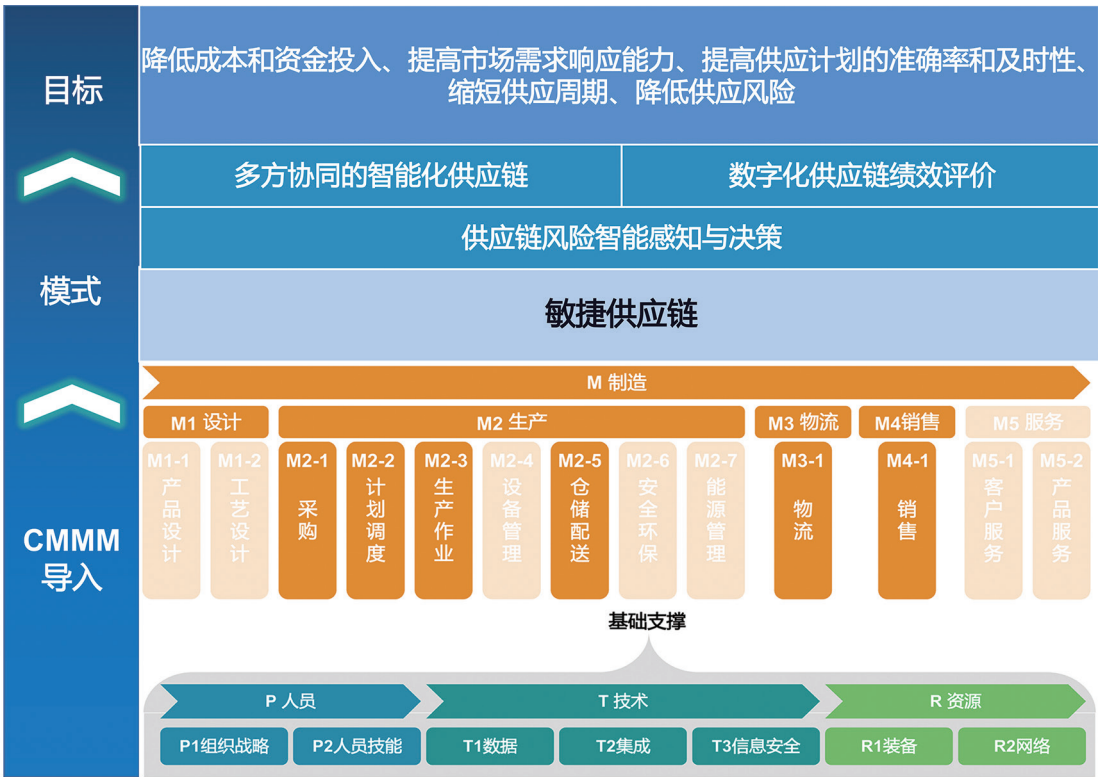 目标
降低成本和资金投入、提高市场需求响应能力、提高供应计划的准确率和及时性、
缩短供应周期、降低供应风险
多方协同的智能化供应链
数字化供应链绩效评价
供应链风险智能感知与决策
模式
敏捷供应链
CMMM
导入
M 制造
M1 设计
M2 生产
M3 物流
M4销售
M5 服务
M1-1
产品设计
M1-2
工艺设计
M2-1
采购
M2-2
计划调度
M2-3
生产作业
M2-4
设备管理
M2-5
仓储配送
M2-6
安全环保
M2-7
能源管理
M3-1
物流
M4-1
销售
M5-1
客户服务
M5-2
产品服务
基础支撑
P 人员
T 技术
R 资源
P1组织战略
P2人员技能
T1数据
T2集成
T3信息安全
R1装备
R2网络